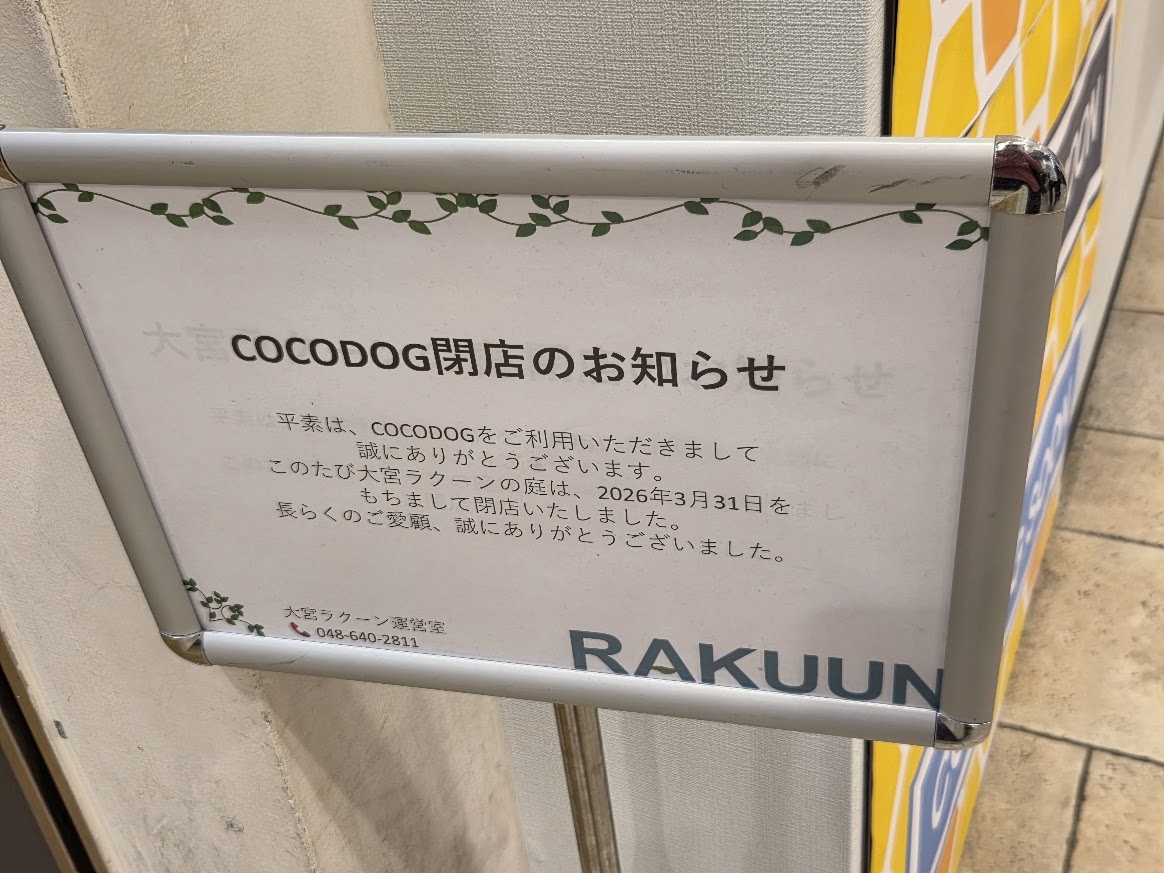 COCODOG閉店のお知らせ
平素は、COCODOGをご利用いただきまして
誠にありがとうございます。
このたび大宮ラクーンの庭は、2026年3月31日を
もちまして閉店いたしました。
長らくのご愛顧、誠にありがとうございました。
大宮ラクーン運営室
048-640-2811
RAKUUN